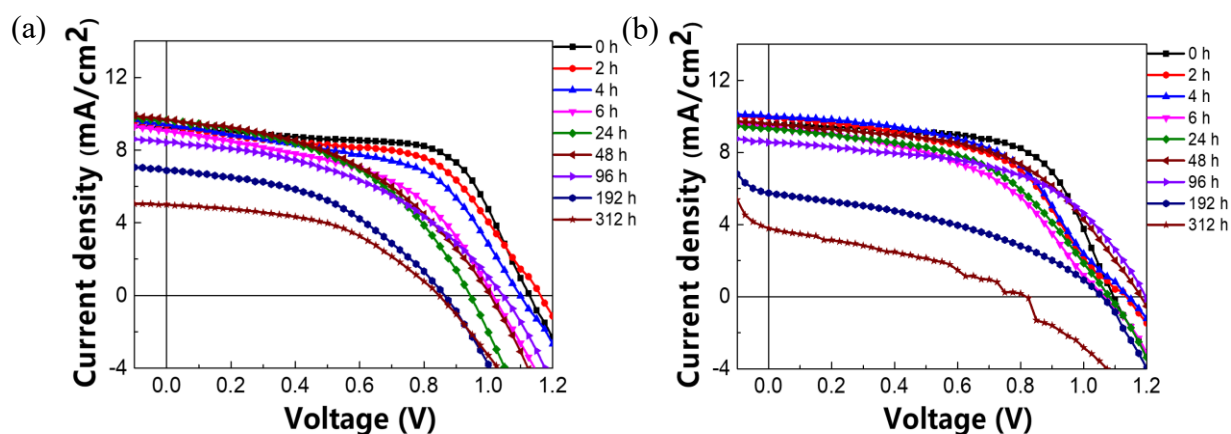 (a)
Current density (mA/cm²)
12
8
4
0
-4
0.0 0.2 0.4 0.6 0.8 1.0 1.2
Voltage (V)
0 h
2 h
4 h
6 h
24 h
48 h
96 h
192 h
312 h
(b)
Current density (mA/cm²)
12
8
4
0
-4
0.0 0.2 0.4 0.6 0.8 1.0 1.2
Voltage (V)
0 h
2 h
4 h
6 h
24 h
48 h
96 h
192 h
312 h